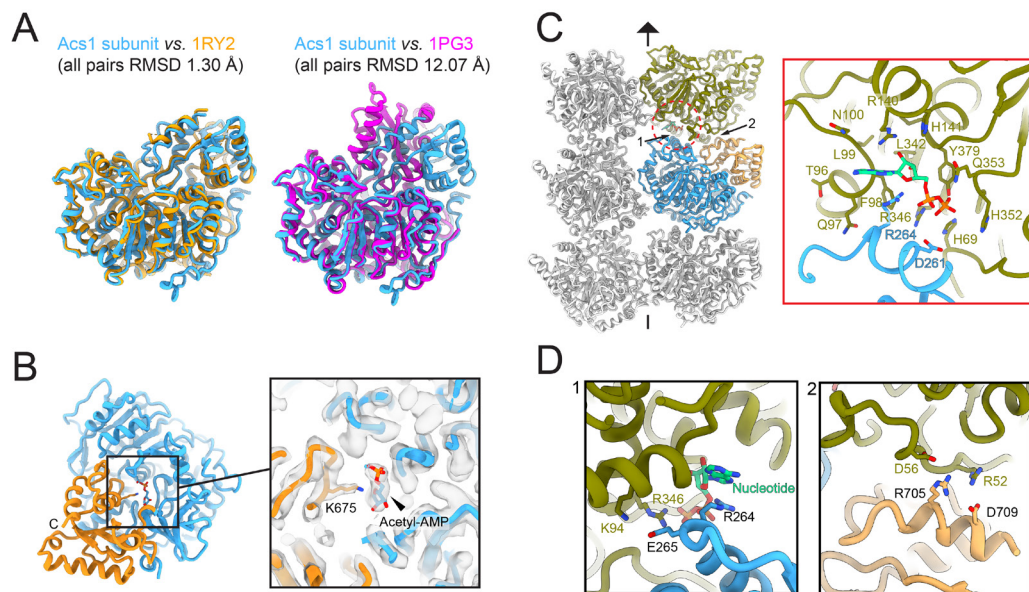 A
Acs1 subunit vs. 1RY2
(all pairs RMSD 1.30 Å)
Acs1 subunit vs. 1PG3
(all pairs RMSD 12.07 Å)
B
C
K675
Acetyl-AMP
C
1
2
R140
N100
H141
L342
Y379
L99
Q353
T96
F98
R346
H352
Q97
R264
H69
D261
D
1
Nucleotide
R346
R264
K94
E265
2
D56
R52
R705
D709